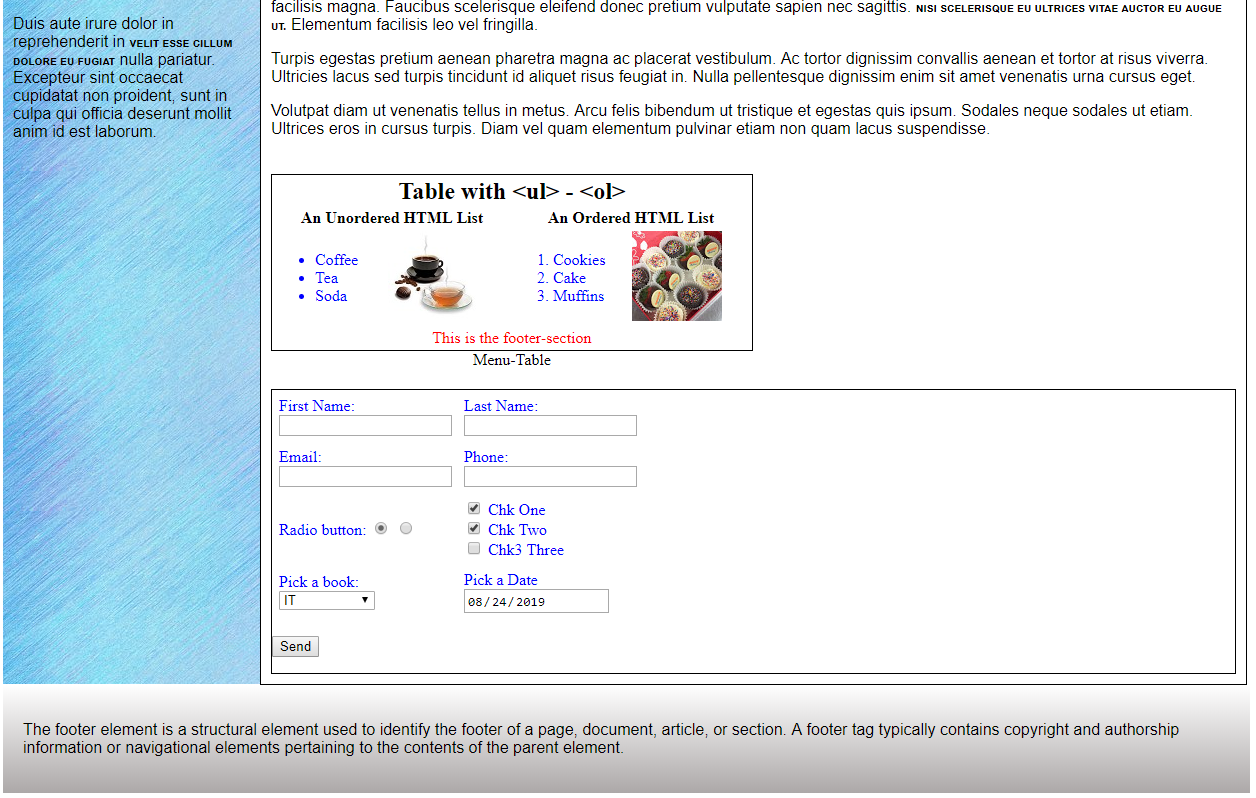 Duis aute irure dolor in
reprehenderit in VELIT ESSE CILLUM
DOLORE EU FUGIAT nulla pariatur.
Excepteur sint occaecat
cupidatat non proident, sunt in
culpa qui officia deserunt mollit
anim id est laborum.
facilisis magna. Faucibus scelerisque eleifend donec pretium vulputate sapien nec sagittis. NISI SCELERISQUE EU ULTRICES VITAE AUCTOR EU AUGUE
UT. Elementum facilisis leo vel fringilla.
Turpis egestas pretium aenean pharetra magna ac placerat vestibulum. Ac tortor dignissim convallis aenean et tortor at risus viverra.
Ultricies lacus sed turpis tincidunt id aliquet risus feugiat in. Nulla pellentesque dignissim enim sit amet venenatis urna cursus eget.
Volutpat diam ut venenatis tellus in metus. Arcu felis bibendum ut tristique et egestas quis ipsum. Sodales neque sodales ut etiam.
Ultrices eros in cursus turpis. Diam vel quam elementum pulvinar etiam non quam lacus suspendisse.
Table with <ul> - <ol>
An Unordered HTML List An Ordered HTML List
• Coffee
• Tea
• Soda
1. Cookies
2. Cake
3. Muffins
This is the footer-section
Menu-Table
First Name: Last Name:
Email: Phone:
Radio button:
Chk One
Chk Two
Chk3 Three
Pick a book: Pick a Date
IT 08/24/2019
Send
The footer element is a structural element used to identify the footer of a page, document, article, or section. A footer tag typically contains copyright and authorship
information or navigational elements pertaining to the contents of the parent element.